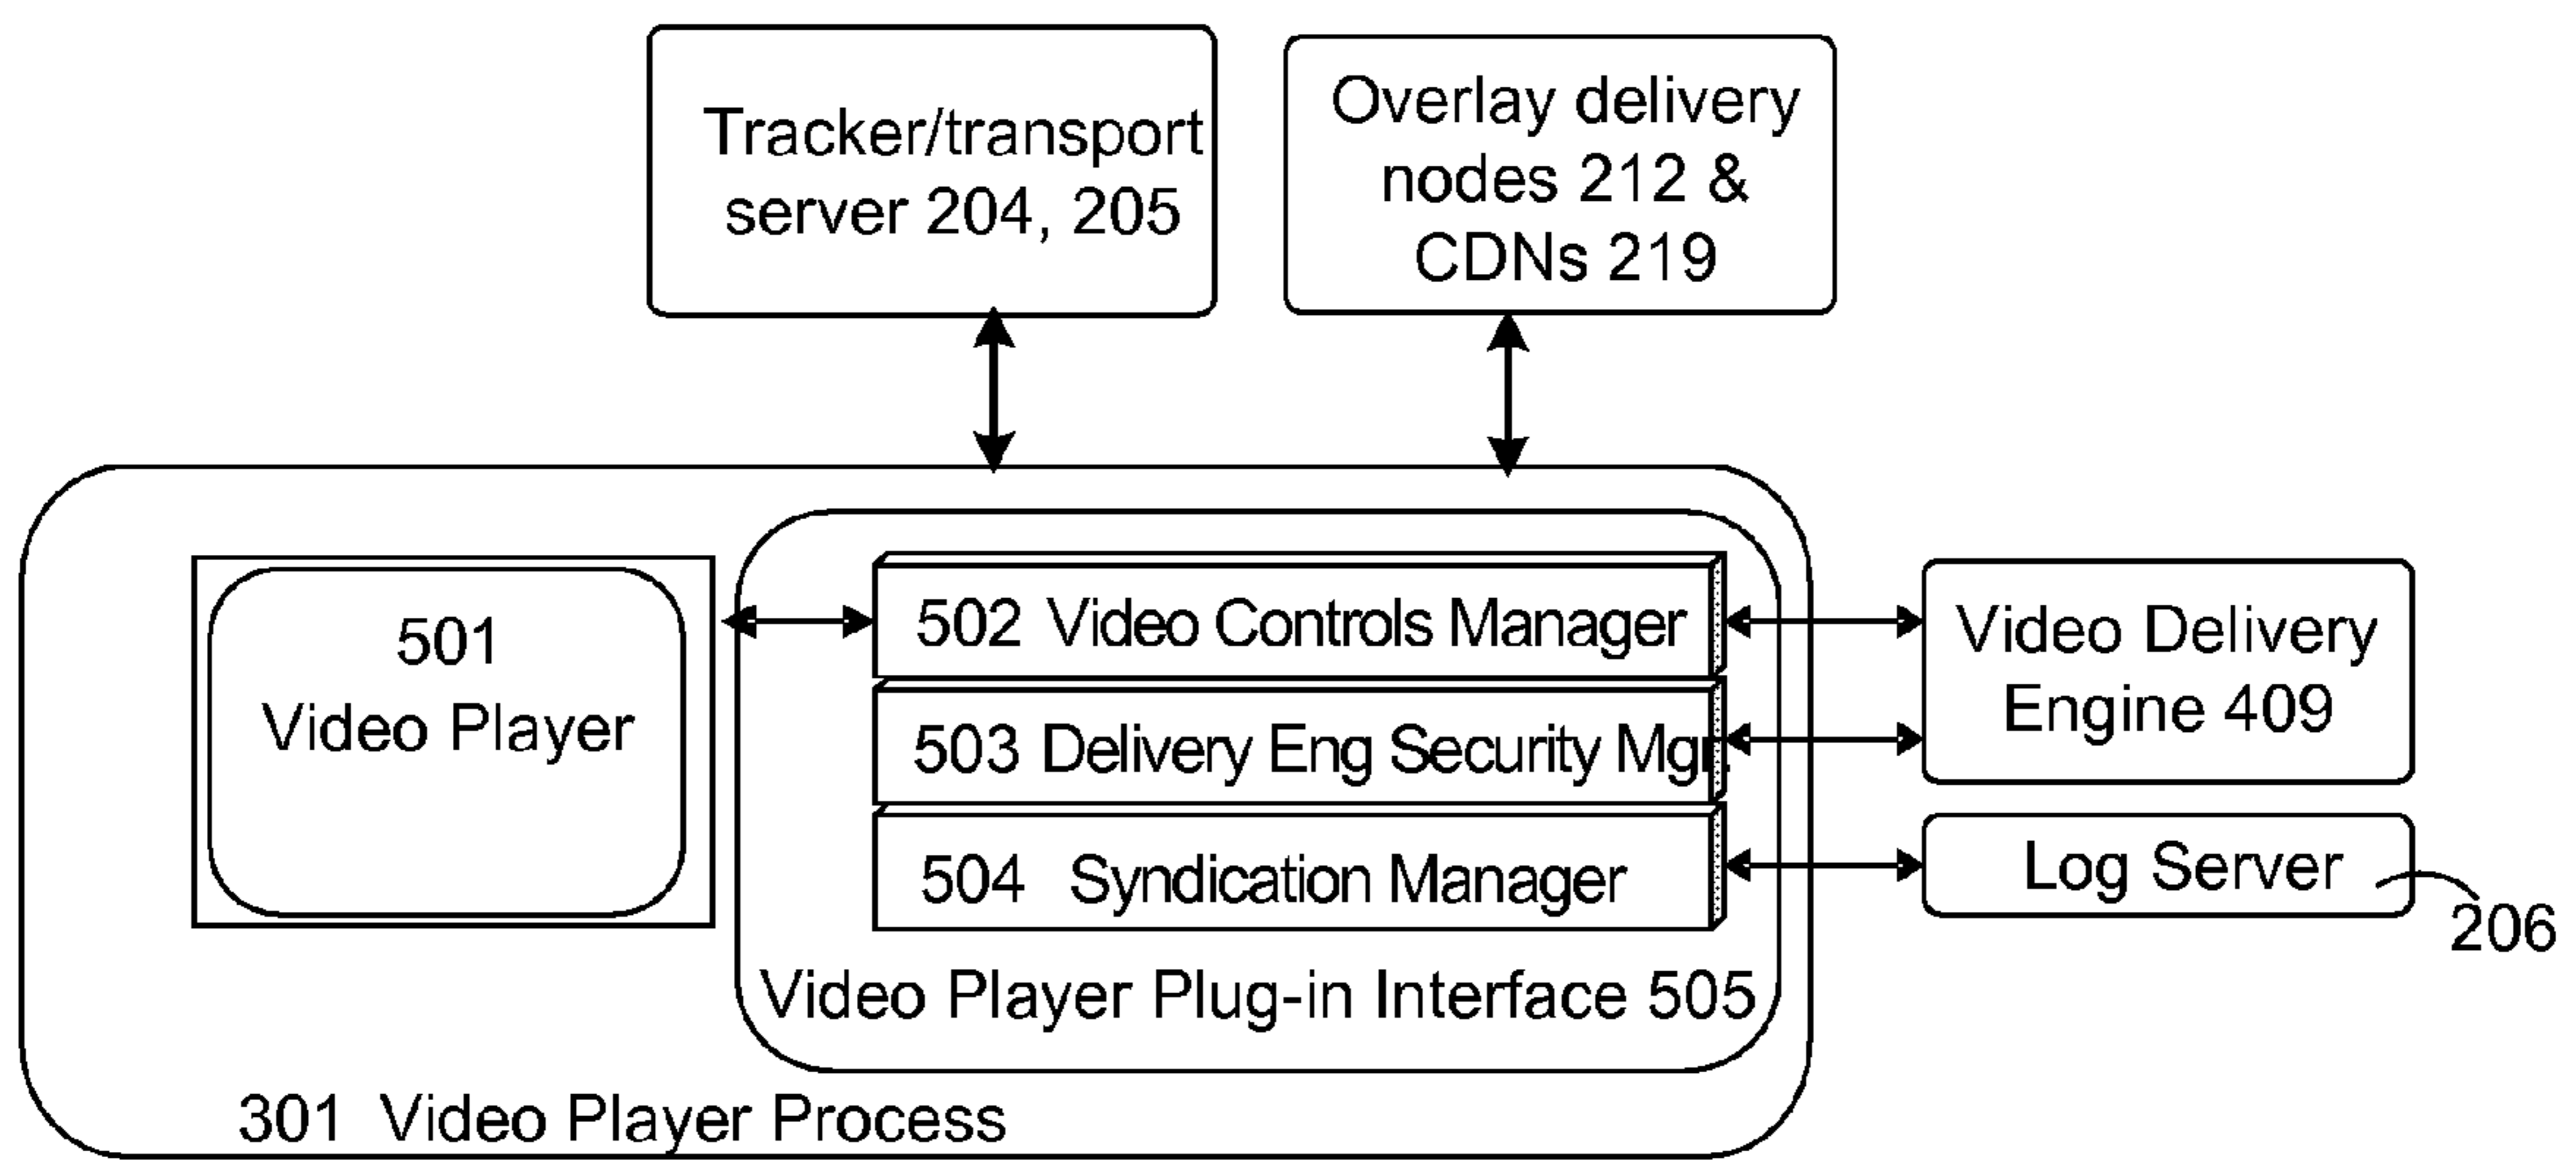 Tracker/transport
server 204, 205
Overlay delivery
nodes 212 &
CDNs 219
501
Video Player
502 Video Controls Manager
503 Delivery Eng Security Mgr.
504 Syndication Manager
Video Player Plug-in Interface 505
301 Video Player Process
Video Delivery
Engine 409
Log Server
206